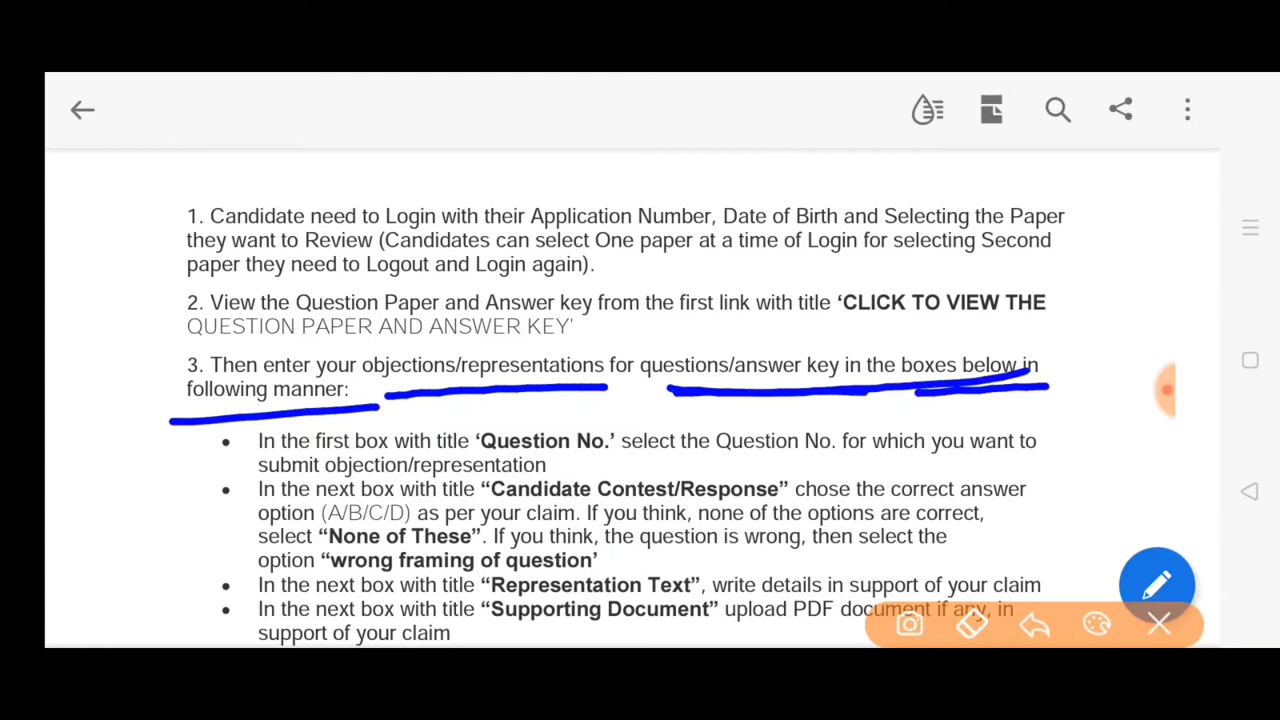 1. Candidate need to Login with their Application Number, Date of Birth and Selecting the Paper
they want to Review (Candidates can select One paper at a time of Login for selecting Second
paper they need to Logout and Login again).
2. View the Question Paper and Answer key from the first link with title ‘CLICK TO VIEW THE
QUESTION PAPER AND ANSWER KEY’
3. Then enter your objections/representations for questions/answer key in the boxes below in
following manner:
• In the first box with title ‘Question No.’ select the Question No. for which you want to
submit objection/representation
• In the next box with title “Candidate Contest/Response” chose the correct answer
option (A/B/C/D) as per your claim. If you think, none of the options are correct,
select “None of These”. If you think, the question is wrong, then select the
option “wrong framing of question’
• In the next box with title “Representation Text”, write details in support of your claim
• In the next box with title “Supporting Document” upload PDF document if any, in
support of your claim